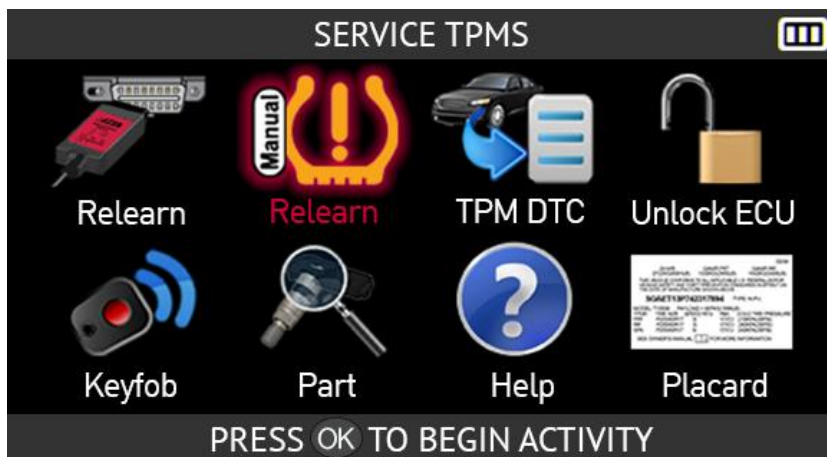 SERVICE TPMS
Manual
Relearn
Relearn
TPM DTC
Unlock ECU
Keyfob
Part
Help
Placard
PRESS OK TO BEGIN ACTIVITY